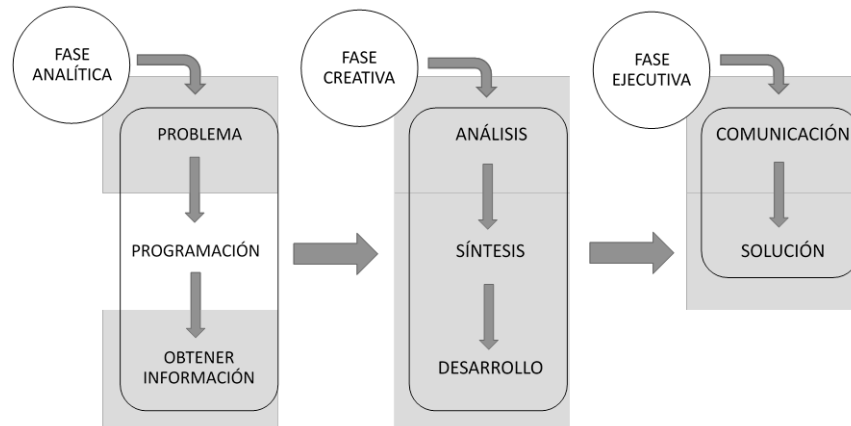 FASE
ANALÍTICA
PROBLEMA
PROGRAMACIÓN
OBTENER
INFORMACIÓN
FASE
CREATIVA
ANÁLISIS
SÍNTESIS
DESARROLLO
FASE
EJECUTIVA
COMUNICACIÓN
SOLUCIÓN